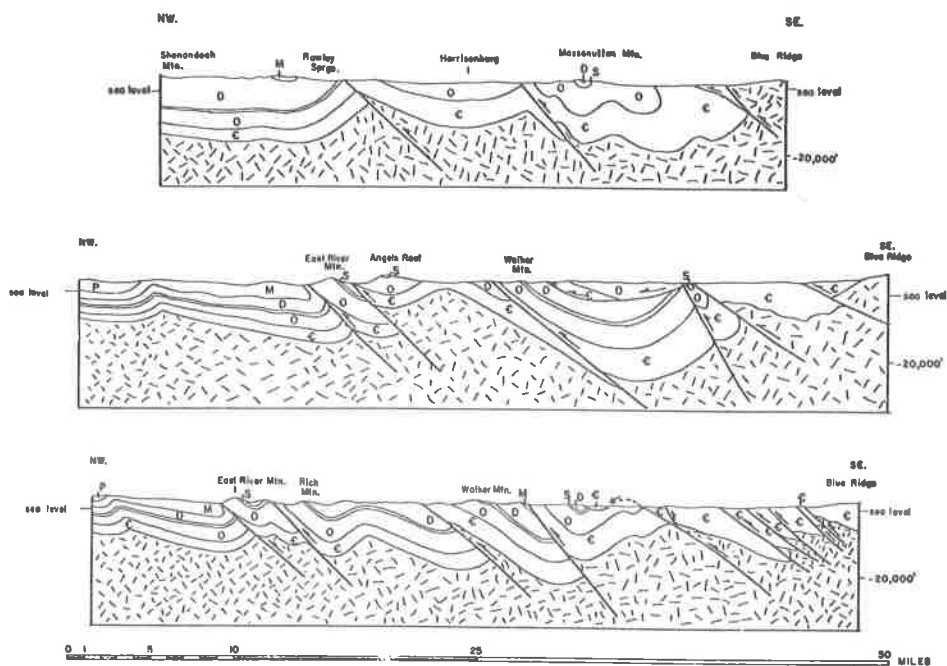 NW.
SE.
Shenandoah Mtn.
M
Rawley Sprgs.
Harrisonburg
Massanutten Mtn.
D
S
Blue Ridge
sea level
D
O
Є
O
Є
O
O
Є
Є
sea level
-20,000'
NW.
SE.
East River Mtn.
S
Angels Rest
S
Walker Mtn.
S
Blue Ridge
sea level
P
M
D
O
Є
O
Є
O
Є
D
O
D
Є
O
O
Є
O
Є
Є
sea level
-20,000'
NW.
SE.
P
East River Mtn.
S
Rich Mtn.
Walker Mtn.
M
S
D
Є
Є
Blue Ridge
sea level
Є
D
M
O
O
Є
O
Є
D
O
D
Є
O
Є
Є
Є
Є
Є
Є
sea level
-20,000'
0 1 5 10 25 50 MILES